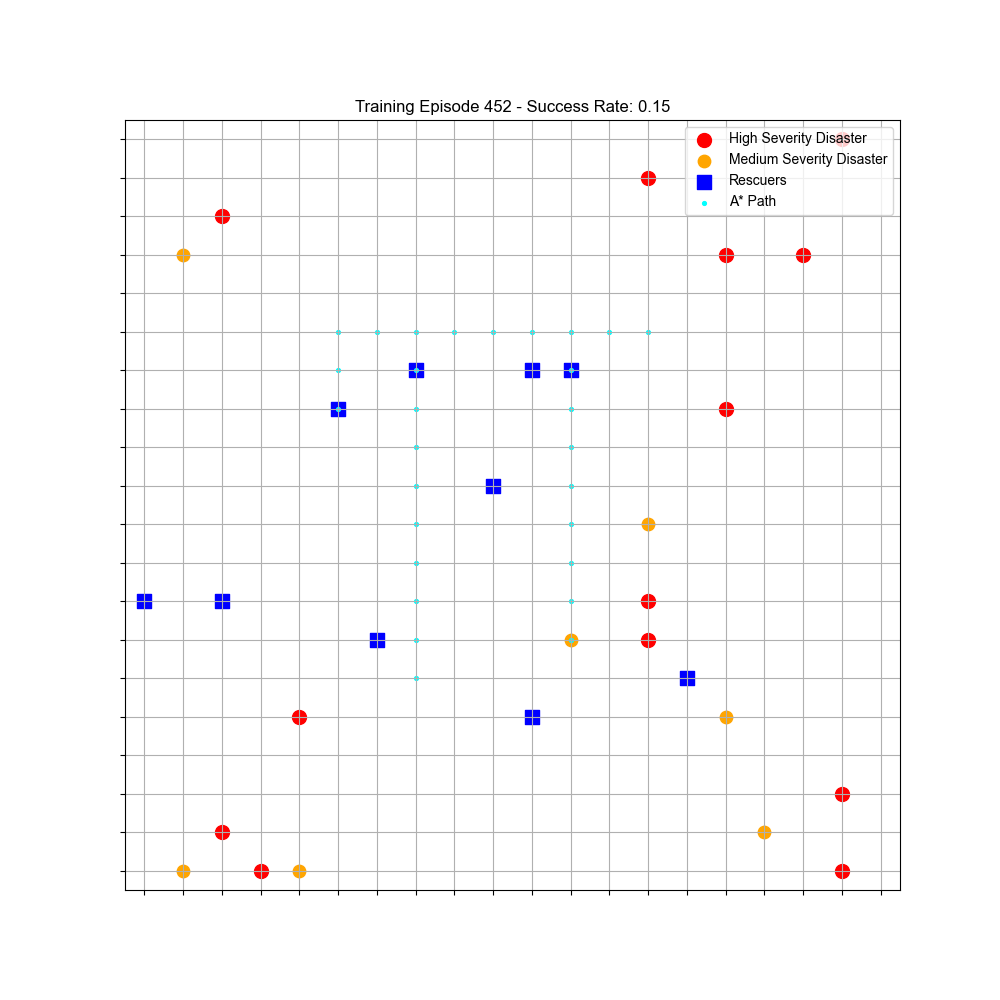 Training Episode 452 - Success Rate: 0.15
High Severity Disaster
Medium Severity Disaster
Rescuers
A* Path